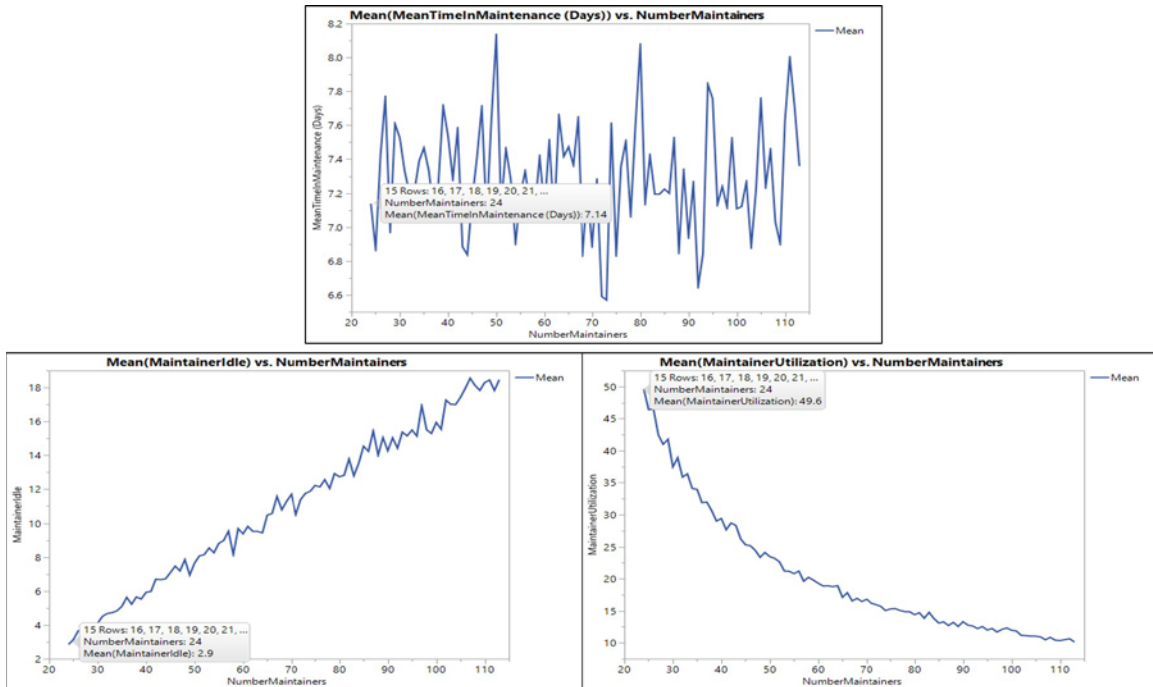 Mean(MeanTimeInMaintenance (Days)) vs. NumberMaintainers
Mean
8.2
8.0
7.8
7.6
7.4
7.2
7.0
6.8
6.6
MeanTimeInMaintenance (Days)
15 Rows: 16, 17, 18, 19, 20, 21, ...
NumberMaintainers: 24
Mean(MeanTimeInMaintenance (Days)): 7.14
20 30 40 50 60 70 80 90 100 110
NumberMaintainers
Mean(MaintainerIdle) vs. NumberMaintainers
Mean
18
16
14
12
10
8
6
4
2
MaintainerIdle
15 Rows: 16, 17, 18, 19, 20, 21, ...
NumberMaintainers: 24
Mean(MaintainerIdle): 2.9
20 30 40 50 60 70 80 90 100 110
NumberMaintainers
Mean(MaintainerUtilization) vs. NumberMaintainers
Mean
15 Rows: 16, 17, 18, 19, 20, 21, ...
NumberMaintainers: 24
Mean(MaintainerUtilization): 49.6
50
45
40
35
30
25
20
15
10
MaintainerUtilization
20 30 40 50 60 70 80 90 100 110
NumberMaintainers